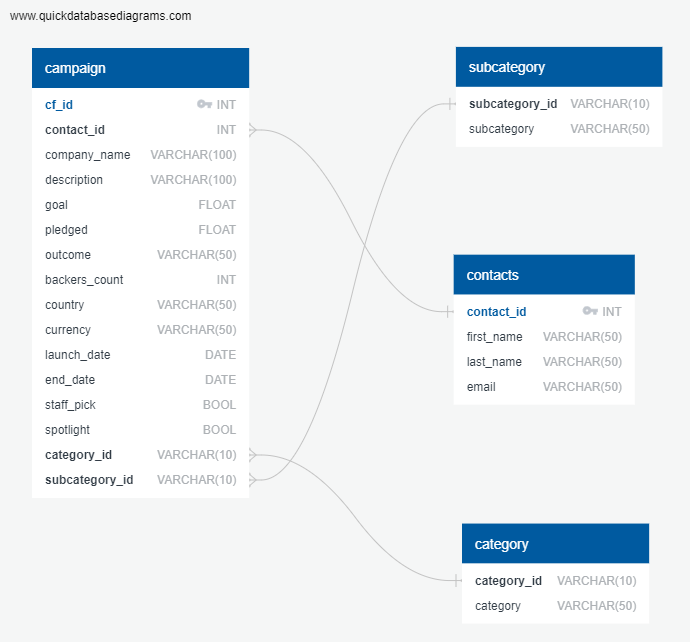 www.quickdatabasediagrams.com
campaign
cf_id INT
contact_id INT
company_name VARCHAR(100)
description VARCHAR(100)
goal FLOAT
pledged FLOAT
outcome VARCHAR(50)
backers_count INT
country VARCHAR(50)
currency VARCHAR(50)
launch_date DATE
end_date DATE
staff_pick BOOL
spotlight BOOL
category_id VARCHAR(10)
subcategory_id VARCHAR(10)
subcategory
subcategory_id VARCHAR(10)
subcategory VARCHAR(50)
contacts
contact_id INT
first_name VARCHAR(50)
last_name VARCHAR(50)
email VARCHAR(50)
category
category_id VARCHAR(10)
category VARCHAR(50)